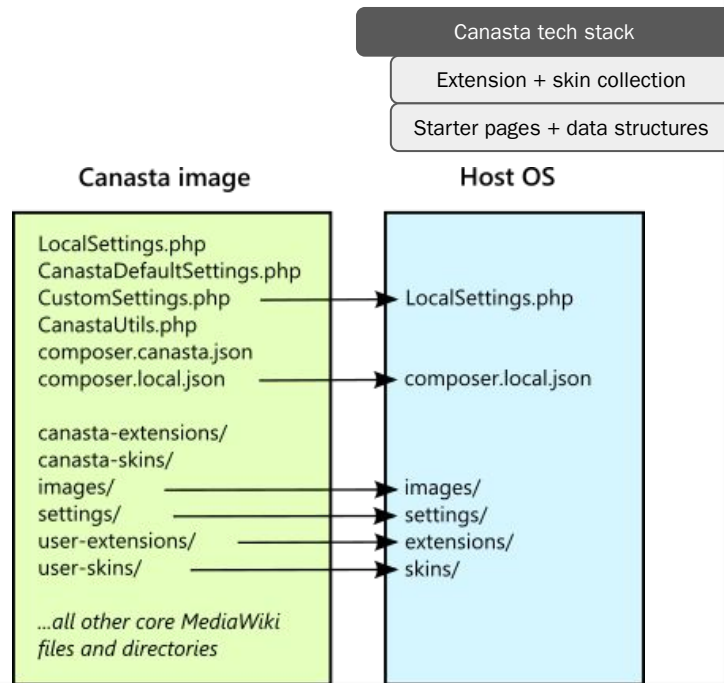 Canasta tech stack
Extension + skin collection
Starter pages + data structures
Canasta image
LocalSettings.php
CanastaDefaultSettings.php
CustomSettings.php
CanastaUtils.php
composer.canasta.json
composer.local.json
canasta-extensions/
canasta-skins/
images/
settings/
user-extensions/
user-skins/
...all other core MediaWiki
files and directories
Host OS
LocalSettings.php
composer.local.json
images/
settings/
extensions/
skins/